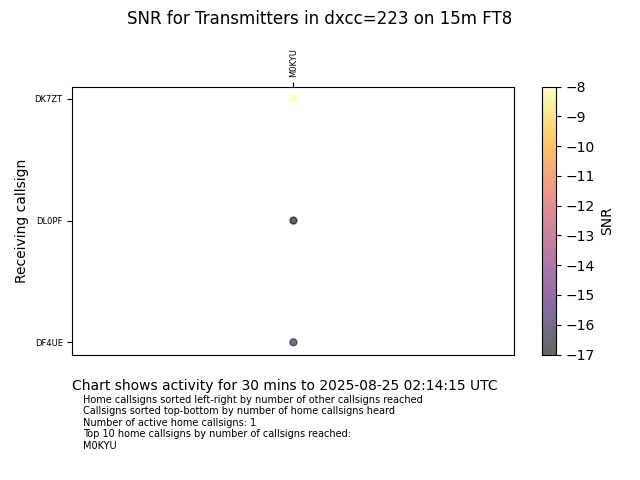 SNR for Transmitters in dxcc=223 on 15m FT8
M0KYU
DK7ZT
DL0PF
DF4UE
Receiving callsign
−8
−9
−10
−11
−12
−13
−14
−15
−16
−17
SNR
Chart shows activity for 30 mins to 2025-08-25 02:14:15 UTC
Home callsigns sorted left-right by number of other callsigns reached
Callsigns sorted top-bottom by number of home callsigns heard
Number of active home callsigns: 1
Top 10 home callsigns by number of callsigns reached:
M0KYU